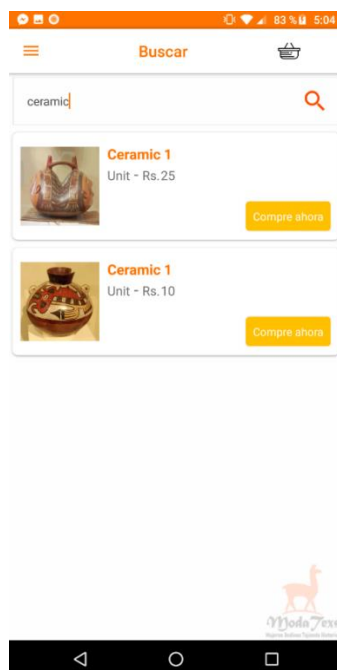 83 % 5:04
Buscar
ceramic
Ceramic 1
Unit - Rs.25
Compre ahora
Ceramic 1
Unit - Rs.10
Compre ahora
ModaTexe